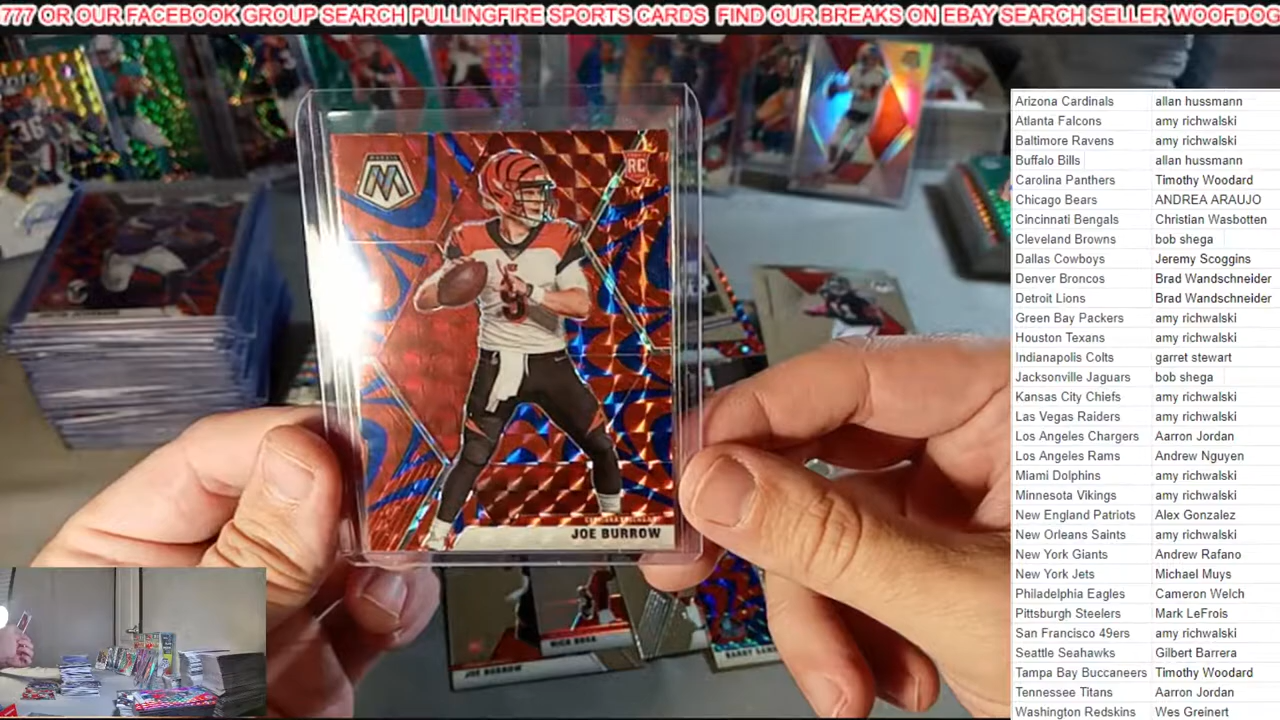 777 OR OUR FACEBOOK GROUP SEARCH PULLINGFIRE SPORTS CARDS FIND OUR BREAKS ON EBAY SEARCH SELLER WOOFDOG
RC
JOE BURROW
9
36
NICK BOSA
JOE BURROW
Arizona Cardinals allan hussmann
Atlanta Falcons amy richwalski
Baltimore Ravens amy richwalski
Buffalo Bills allan hussmann
Carolina Panthers Timothy Woodard
Chicago Bears ANDREA ARAUJO
Cincinnati Bengals Christian Wasbotten
Cleveland Browns bob shega
Dallas Cowboys Jeremy Scoggins
Denver Broncos Brad Wandschneider
Detroit Lions Brad Wandschneider
Green Bay Packers amy richwalski
Houston Texans amy richwalski
Indianapolis Colts garret stewart
Jacksonville Jaguars bob shega
Kansas City Chiefs amy richwalski
Las Vegas Raiders amy richwalski
Los Angeles Chargers Aarron Jordan
Los Angeles Rams Andrew Nguyen
Miami Dolphins amy richwalski
Minnesota Vikings amy richwalski
New England Patriots Alex Gonzalez
New Orleans Saints amy richwalski
New York Giants Andrew Rafano
New York Jets Michael Muys
Philadelphia Eagles Cameron Welch
Pittsburgh Steelers Mark LeFrois
San Francisco 49ers amy richwalski
Seattle Seahawks Gilbert Barrera
Tampa Bay Buccaneers Timothy Woodard
Tennessee Titans Aarron Jordan
Washington Redskins Wes Greinert